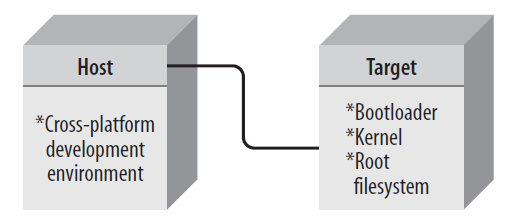 Host
*Cross-platform
development
environment
Target
*Bootloader
*Kernel
*Root
filesystem